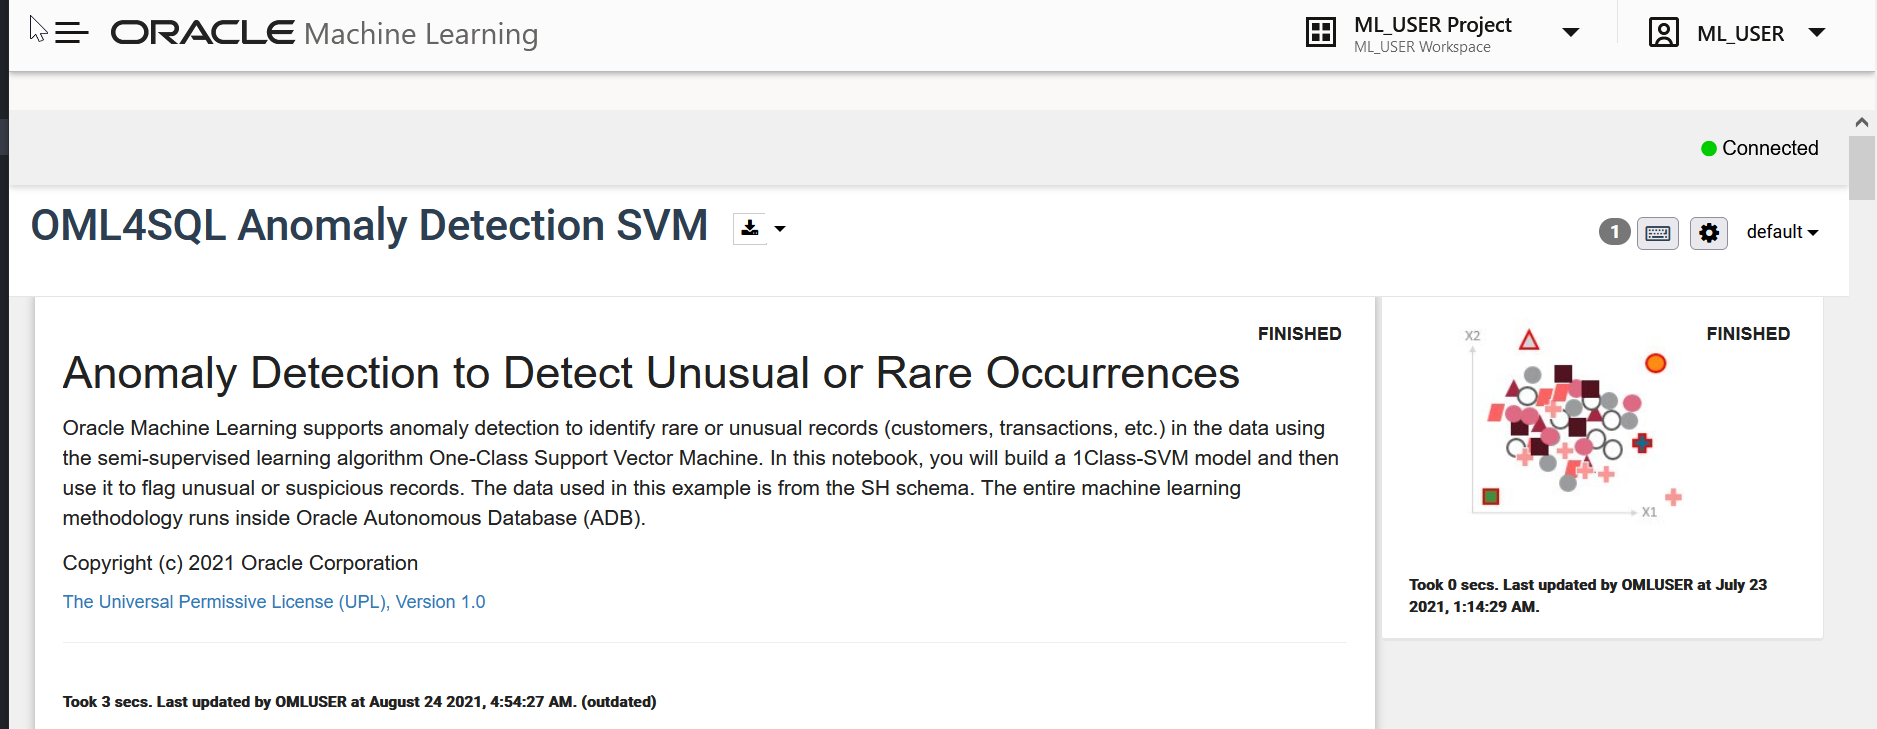 ORACLE Machine Learning
ML_USER Project
ML_USER Workspace
ML_USER
Connected
OML4SQL Anomaly Detection SVM
1
default
FINISHED
Anomaly Detection to Detect Unusual or Rare Occurrences
Oracle Machine Learning supports anomaly detection to identify rare or unusual records (customers, transactions, etc.) in the data using
the semi-supervised learning algorithm One-Class Support Vector Machine. In this notebook, you will build a 1Class-SVM model and then
use it to flag unusual or suspicious records. The data used in this example is from the SH schema. The entire machine learning
methodology runs inside Oracle Autonomous Database (ADB).
Copyright (c) 2021 Oracle Corporation
The Universal Permissive License (UPL), Version 1.0
Took 3 secs. Last updated by OMLUSER at August 24 2021, 4:54:27 AM. (outdated)
FINISHED
X2
X1
Took 0 secs. Last updated by OMLUSER at July 23
2021, 1:14:29 AM.